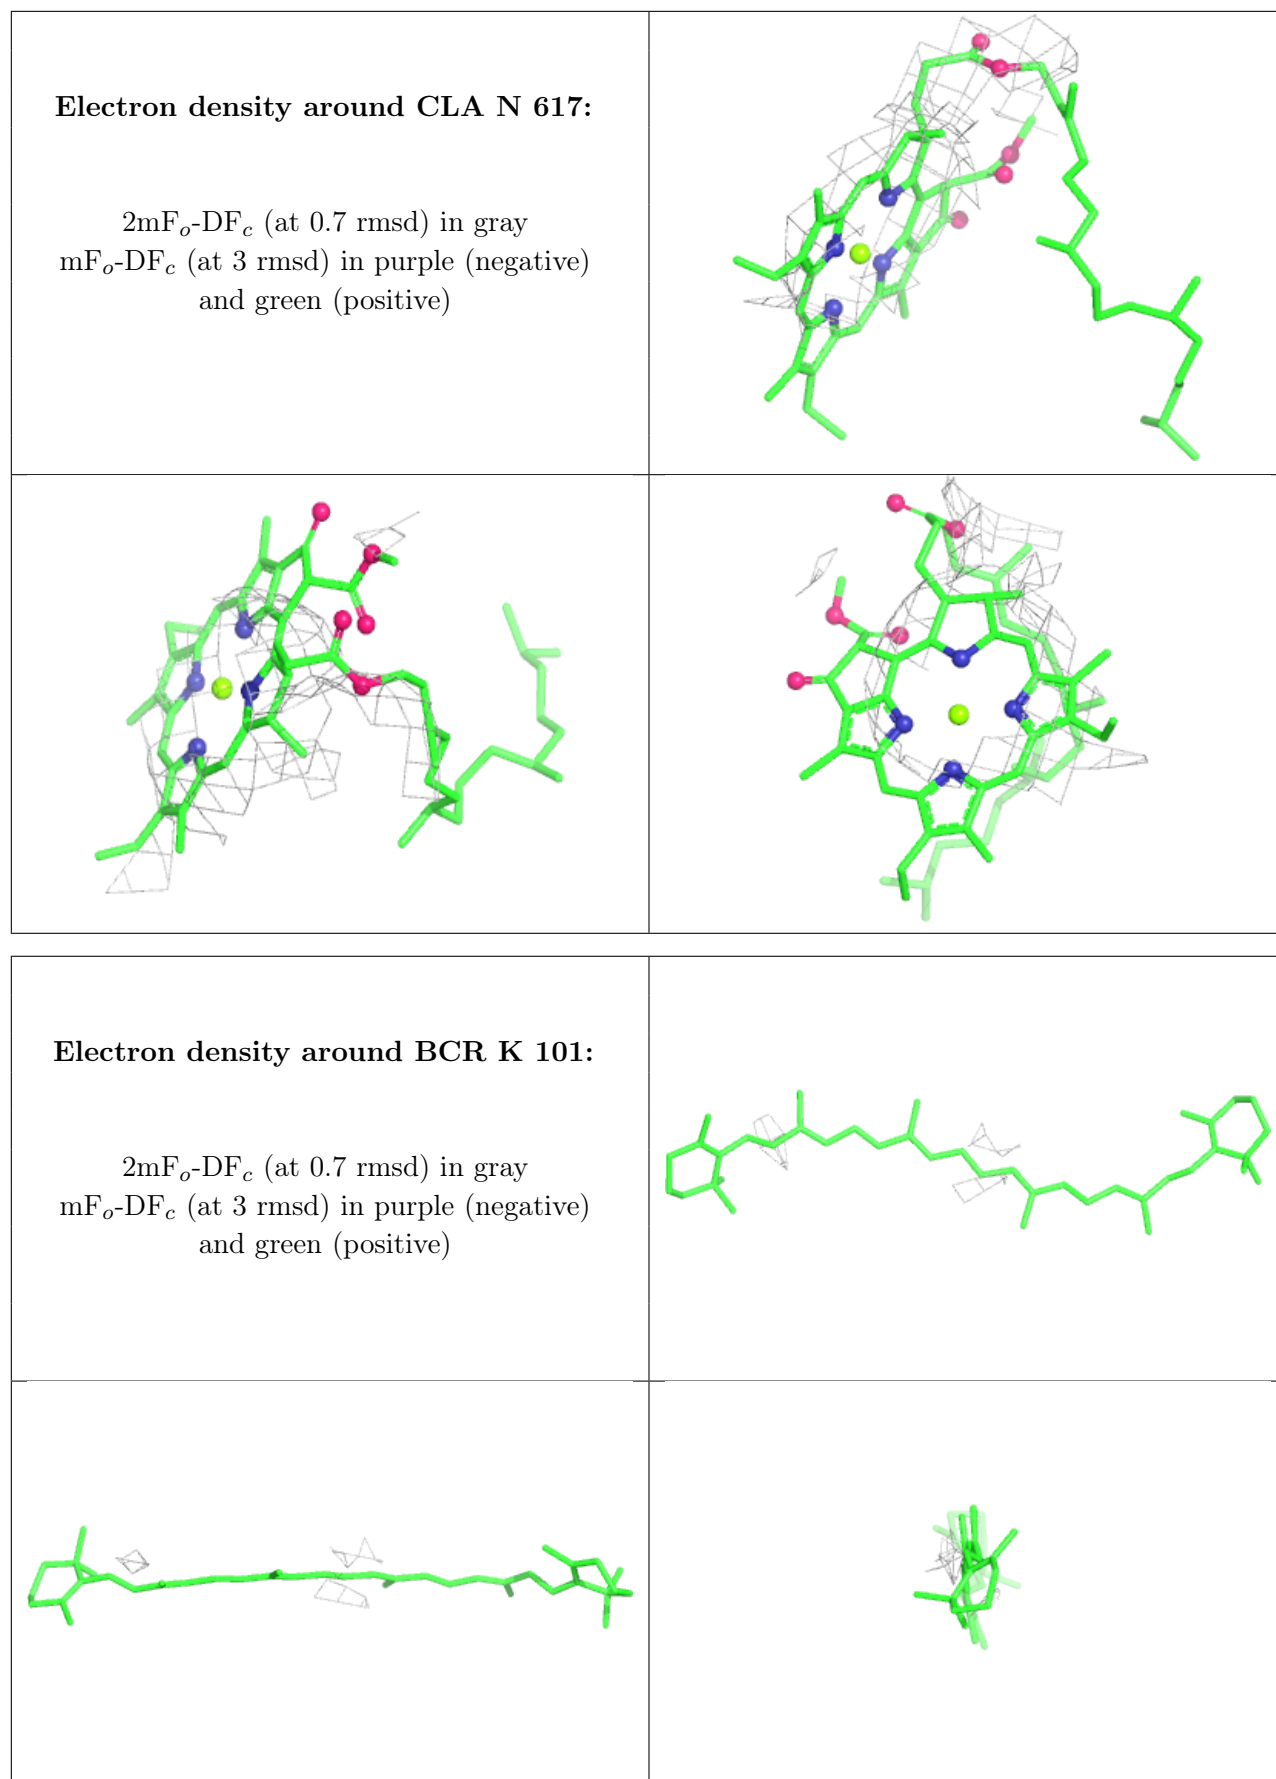 Electron density around CLA N 617:
2mFo-DFc (at 0.7 rmsd) in gray
mFo-DFc (at 3 rmsd) in purple (negative)
and green (positive)
Electron density around BCR K 101:
2mFo-DFc (at 0.7 rmsd) in gray
mFo-DFc (at 3 rmsd) in purple (negative)
and green (positive)